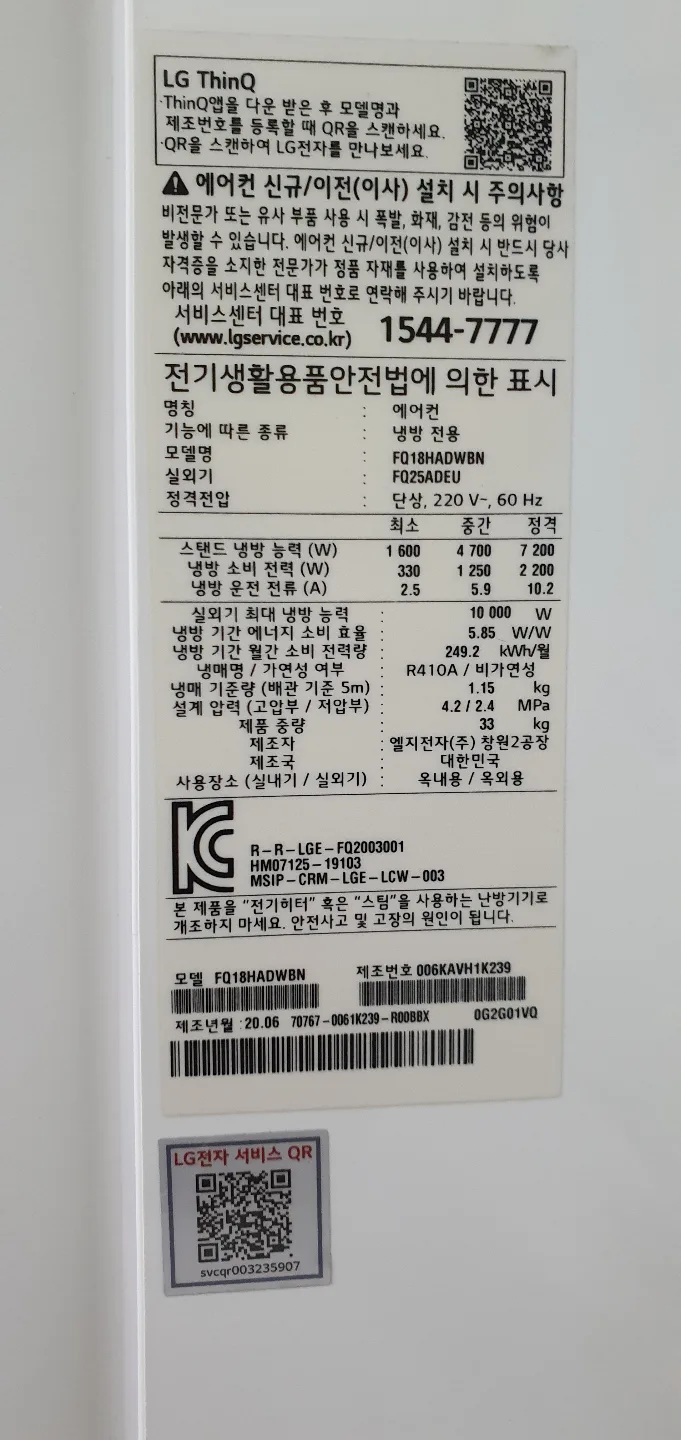 LG ThinQ
·ThinQ앱을 다운 받은 후 모델명과
제조번호를 등록할 때 QR을 스캔하세요.
·QR을 스캔하여 LG전자를 만나보세요.
에어컨 신규/이전(이사) 설치 시 주의사항
비전문가 또는 유사 부품 사용 시 폭발, 화재, 감전 등의 위험이
발생할 수 있습니다. 에어컨 신규/이전(이사) 설치 시 반드시 당사
자격증을 소지한 전문가가 정품 자재를 사용하여 설치하도록
아래의 서비스센터 대표 번호로 연락해 주시기 바랍니다.
서비스센터 대표 번호
(www.lgservice.co.kr) 1544-7777
전기생활용품안전법에 의한 표시
명칭 : 에어컨
기능에 따른 종류 : 냉방 전용
모델명 : FQ18HADWBN
실외기 : FQ25ADEU
정격전압 : 단상, 220 V~, 60 Hz
최소 중간 정격
스탠드 냉방 능력 (W) 1 600 4 700 7 200
냉방 소비 전력 (W) 330 1 250 2 200
냉방 운전 전류 (A) 2.5 5.9 10.2
실외기 최대 냉방 능력 : 10 000 W
냉방 기간 에너지 소비 효율 : 5.85 W/W
냉방 기간 월간 소비 전력량 : 249.2 kWh/월
냉매명 / 가연성 여부 : R410A / 비가연성
냉매 기준량 (배관 기준 5m) : 1.15 kg
설계 압력 (고압부 / 저압부) : 4.2 / 2.4 MPa
제품 중량 : 33 kg
제조자 : 엘지전자(주) 창원2공장
제조국 : 대한민국
사용장소 (실내기 / 실외기) : 옥내용 / 옥외용
R-R-LGE-FQ2003001
HM07125-19103
MSIP-CRM-LGE-LCW-003
본 제품을 "전기히터" 혹은 "스팀"을 사용하는 난방기기로
개조하지 마세요. 안전사고 및 고장의 원인이 됩니다.
모델 FQ18HADWBN 제조번호 006KAVH1K239
제조년월 : 20.06 70767-0061K239-R00BBX 0G2G01VQ
LG전자 서비스 QR
svcqr003235907